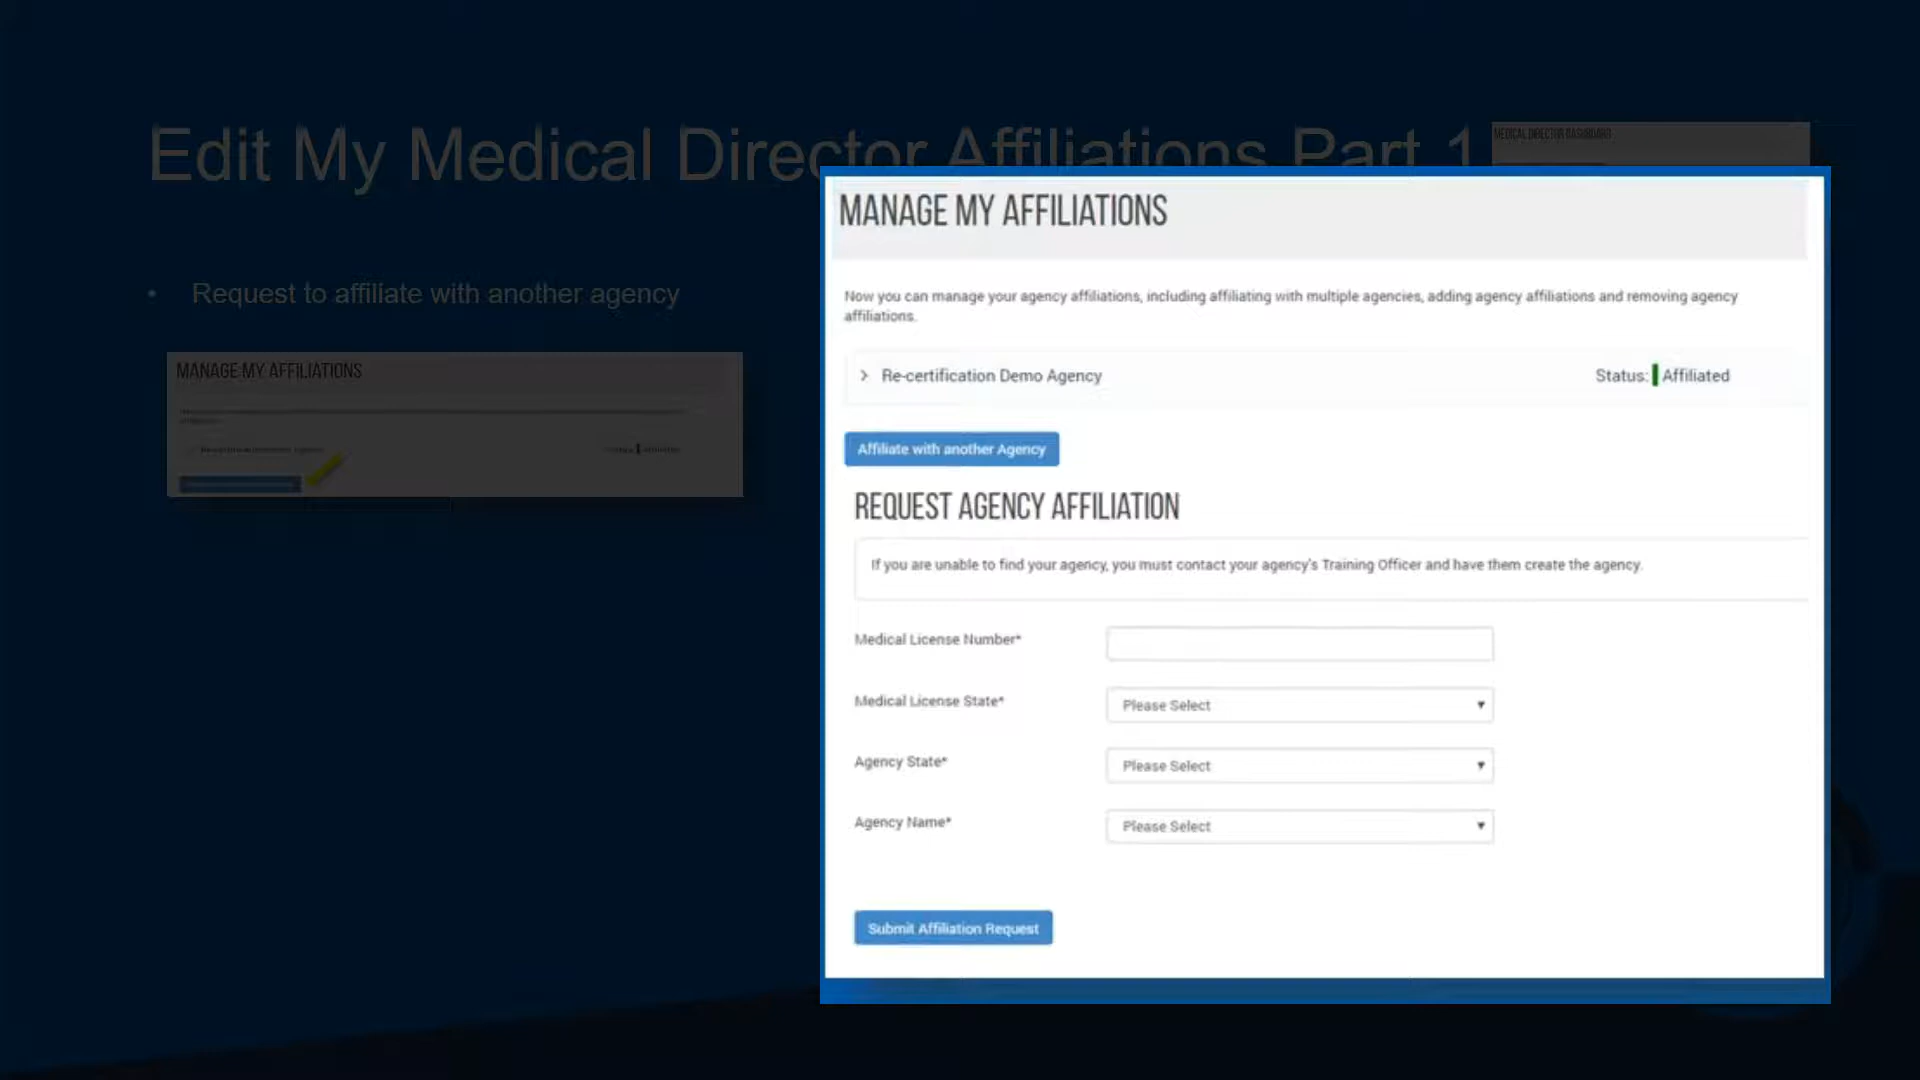 Edit My Medical Director Affiliations Part 1
MEDICAL DIRECTOR DASHBOARD
• Request to affiliate with another agency
MANAGE MY AFFILIATIONS
MANAGE MY AFFILIATIONS
Now you can manage your agency affiliations, including affiliating with multiple agencies, adding agency affiliations and removing agency
affiliations.
> Re-certification Demo Agency Status: Affiliated
Affiliate with another Agency
REQUEST AGENCY AFFILIATION
If you are unable to find your agency, you must contact your agency's Training Officer and have them create the agency.
Medical License Number*
Medical License State* Please Select
Agency State* Please Select
Agency Name* Please Select
Submit Affiliation Request